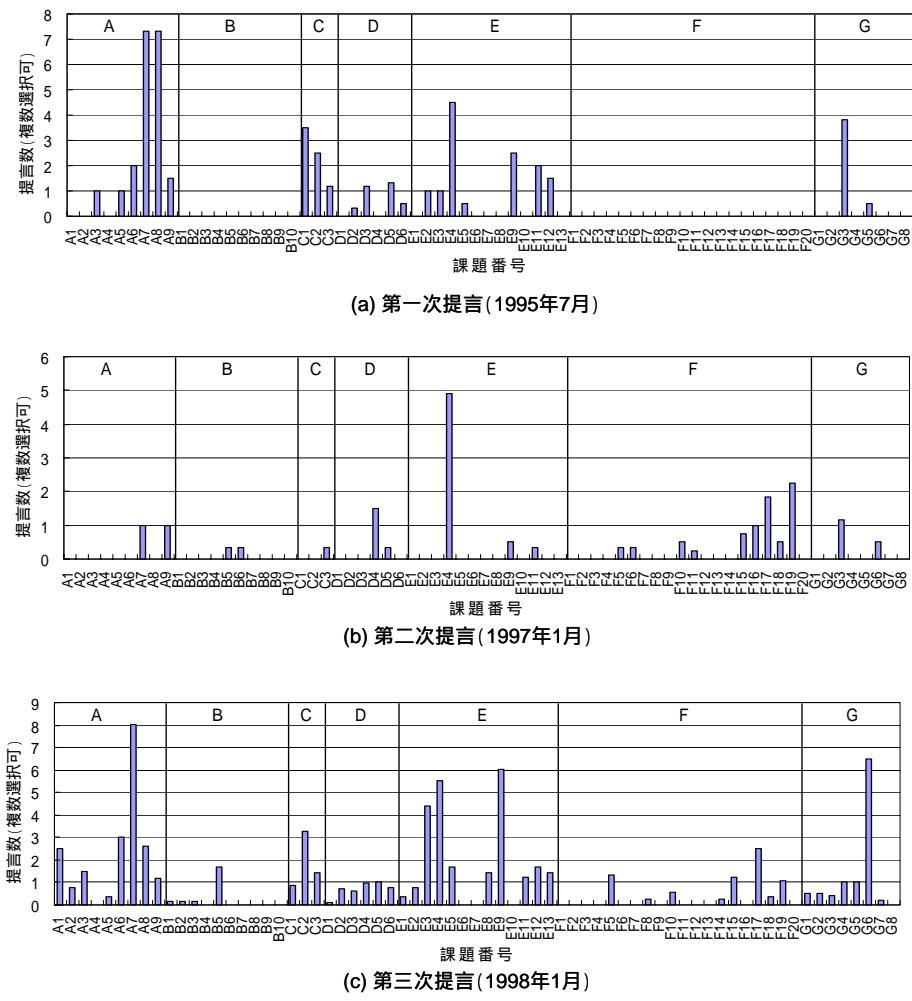 A B C D E F G
8
7
6
5
4
3
2
1
0
提言数(複数選択可)
A1 A2 A3 A4 A5 A6 A7 A8 A9 B1 B2 B3 B4 B5 B6 B7 B8 B9 B10 C1 C2 C3 D1 D2 D3 D4 D5 D6 E1 E2 E3 E4 E5 E6 E7 E8 E9 E10 E11 E12 E13 F1 F2 F3 F4 F5 F6 F7 F8 F9 F10 F11 F12 F13 F14 F15 F16 F17 F18 F19 F20 G1 G2 G3 G4 G5 G6 G7 G8
課題番号
(a) 第一次提言(1995年7月)
A B C D E F G
6
5
4
3
2
1
0
提言数(複数選択可)
A1 A2 A3 A4 A5 A6 A7 A8 A9 B1 B2 B3 B4 B5 B6 B7 B8 B9 B10 C1 C2 C3 D1 D2 D3 D4 D5 D6 E1 E2 E3 E4 E5 E6 E7 E8 E9 E10 E11 E12 E13 F1 F2 F3 F4 F5 F6 F7 F8 F9 F10 F11 F12 F13 F14 F15 F16 F17 F18 F19 F20 G1 G2 G3 G4 G5 G6 G7 G8
課題番号
(b) 第二次提言(1997年1月)
A B C D E F G
9
8
7
6
5
4
3
2
1
0
提言数(複数選択可)
A1 A2 A3 A4 A5 A6 A7 A8 A9 B1 B2 B3 B4 B5 B6 B7 B8 B9 B10 C1 C2 C3 D1 D2 D3 D4 D5 D6 E1 E2 E3 E4 E5 E6 E7 E8 E9 E10 E11 E12 E13 F1 F2 F3 F4 F5 F6 F7 F8 F9 F10 F11 F12 F13 F14 F15 F16 F17 F18 F19 F20 G1 G2 G3 G4 G5 G6 G7 G8
課題番号
(c) 第三次提言(1998年1月)